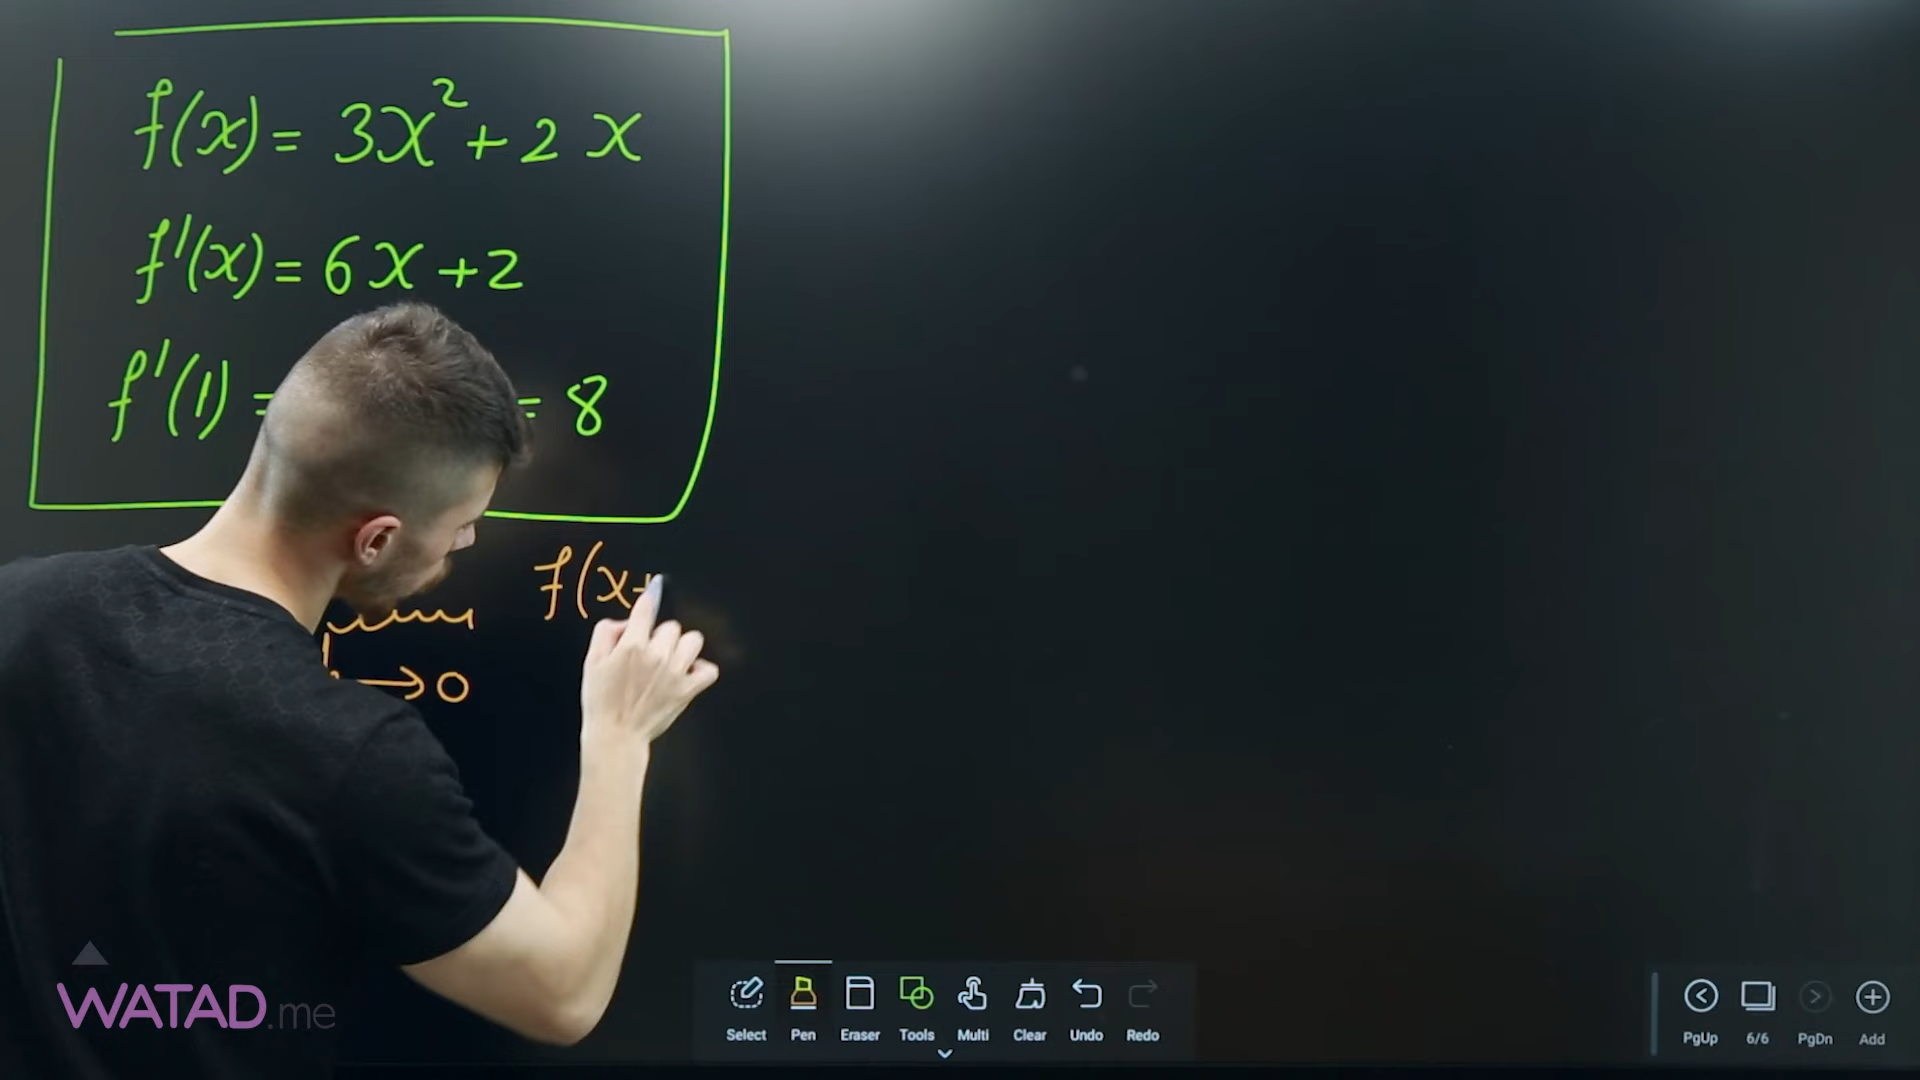 f(x) = 3x² + 2x
f'(x) = 6x + 2
f'(1) = = 8
f(x+
→ 0
WATAD.me
Select Pen Eraser Tools Multi Clear Undo Redo
PgUp 6/6 PgDn Add